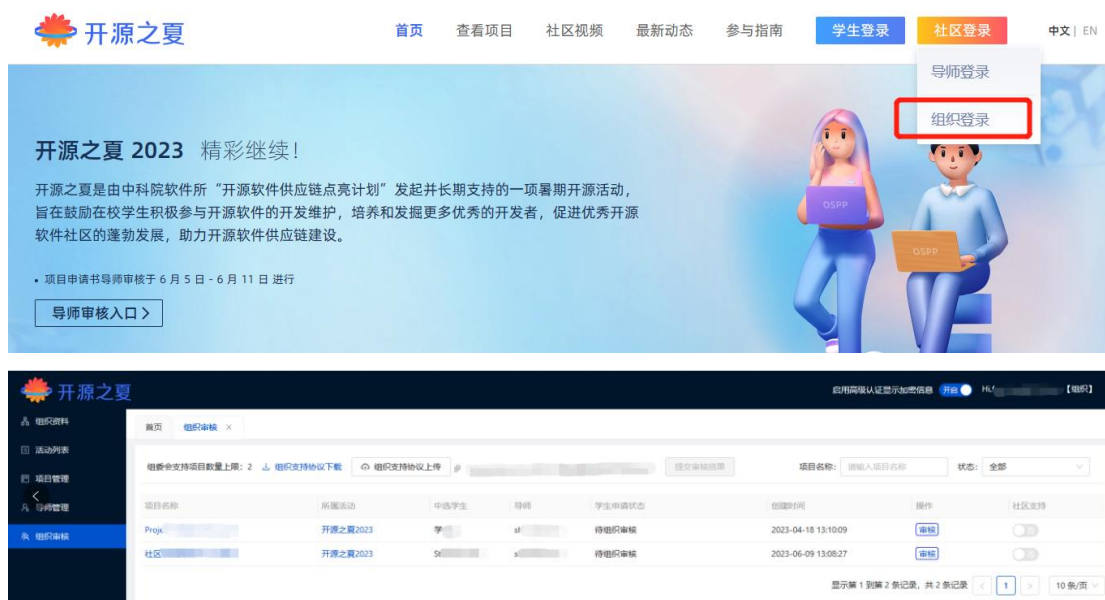 开源之夏
首页 查看项目 社区视频 最新动态 参与指南 学生登录 社区登录 中文 | EN
导师登录
组织登录
开源之夏 2023 精彩继续！
开源之夏是由中科院软件所“开源软件供应链点亮计划”发起并长期支持的一项暑期开源活动，
旨在鼓励在校学生积极参与开源软件的开发维护，培养和发掘更多优秀的开发者，促进优秀开源
软件社区的蓬勃发展，助力开源软件供应链建设。
• 项目申请书导师审核于 6 月 5 日 - 6 月 11 日 进行
导师审核入口
OSPP
OSPP
开源之夏
启用高级认证显示加密信息 开启 Hi, 【组织】
组织资料
活动列表
项目管理
导师管理
组织审核
首页 组织审核 ×
组委会支持项目数量上限：2 组织支持协议下载 组织支持协议上传 提交审核结果 项目名称： 请输入项目名称 状态： 全部
项目名称 所属活动 中选学生 导师 学生申请状态 创建时间 操作 社区支持
Proje 开源之夏2023 学 待组织审核 2023-04-18 13:10:09 审核
社区 开源之夏2023 待组织审核 2023-06-09 13:08:27 审核
显示第 1 到第 2 条记录，共 2 条记录 < 1 > 10 条/页